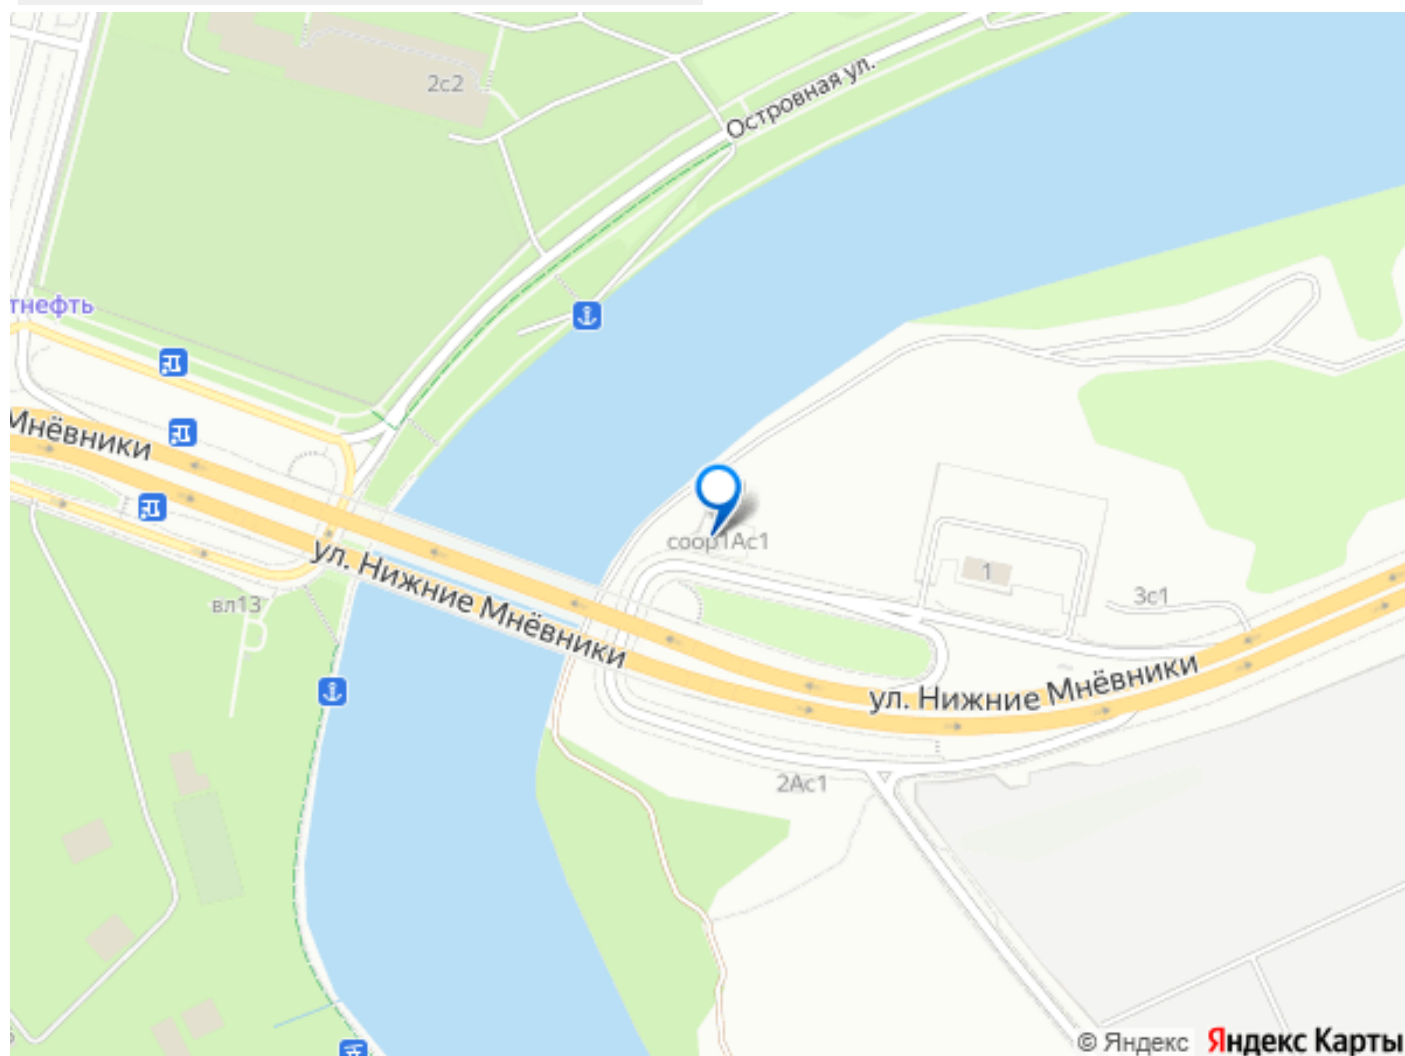 2с2
Островная ул.
тнефть
Мнёвники
соор1Ас1
1
3с1
ул. Нижние Мнёвники
вл13
ул. Нижние Мнёвники
2Ас1
© Яндекс Яндекс Карты